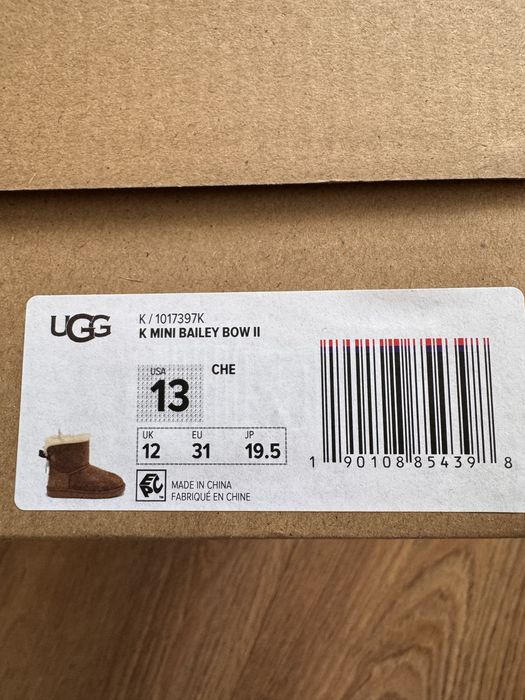 UGG
K / 1017397K
K MINI BAILEY BOW II
USA
13
CHE
UK EU JP
12 31 19.5
EPC
MADE IN CHINA
FABRIQUÉ EN CHINE
1 90108 85439 8